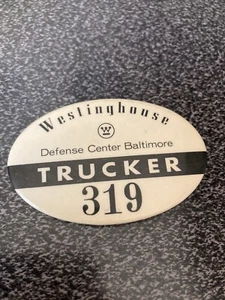 Westinghouse
W
Defense Center Baltimore
TRUCKER
319